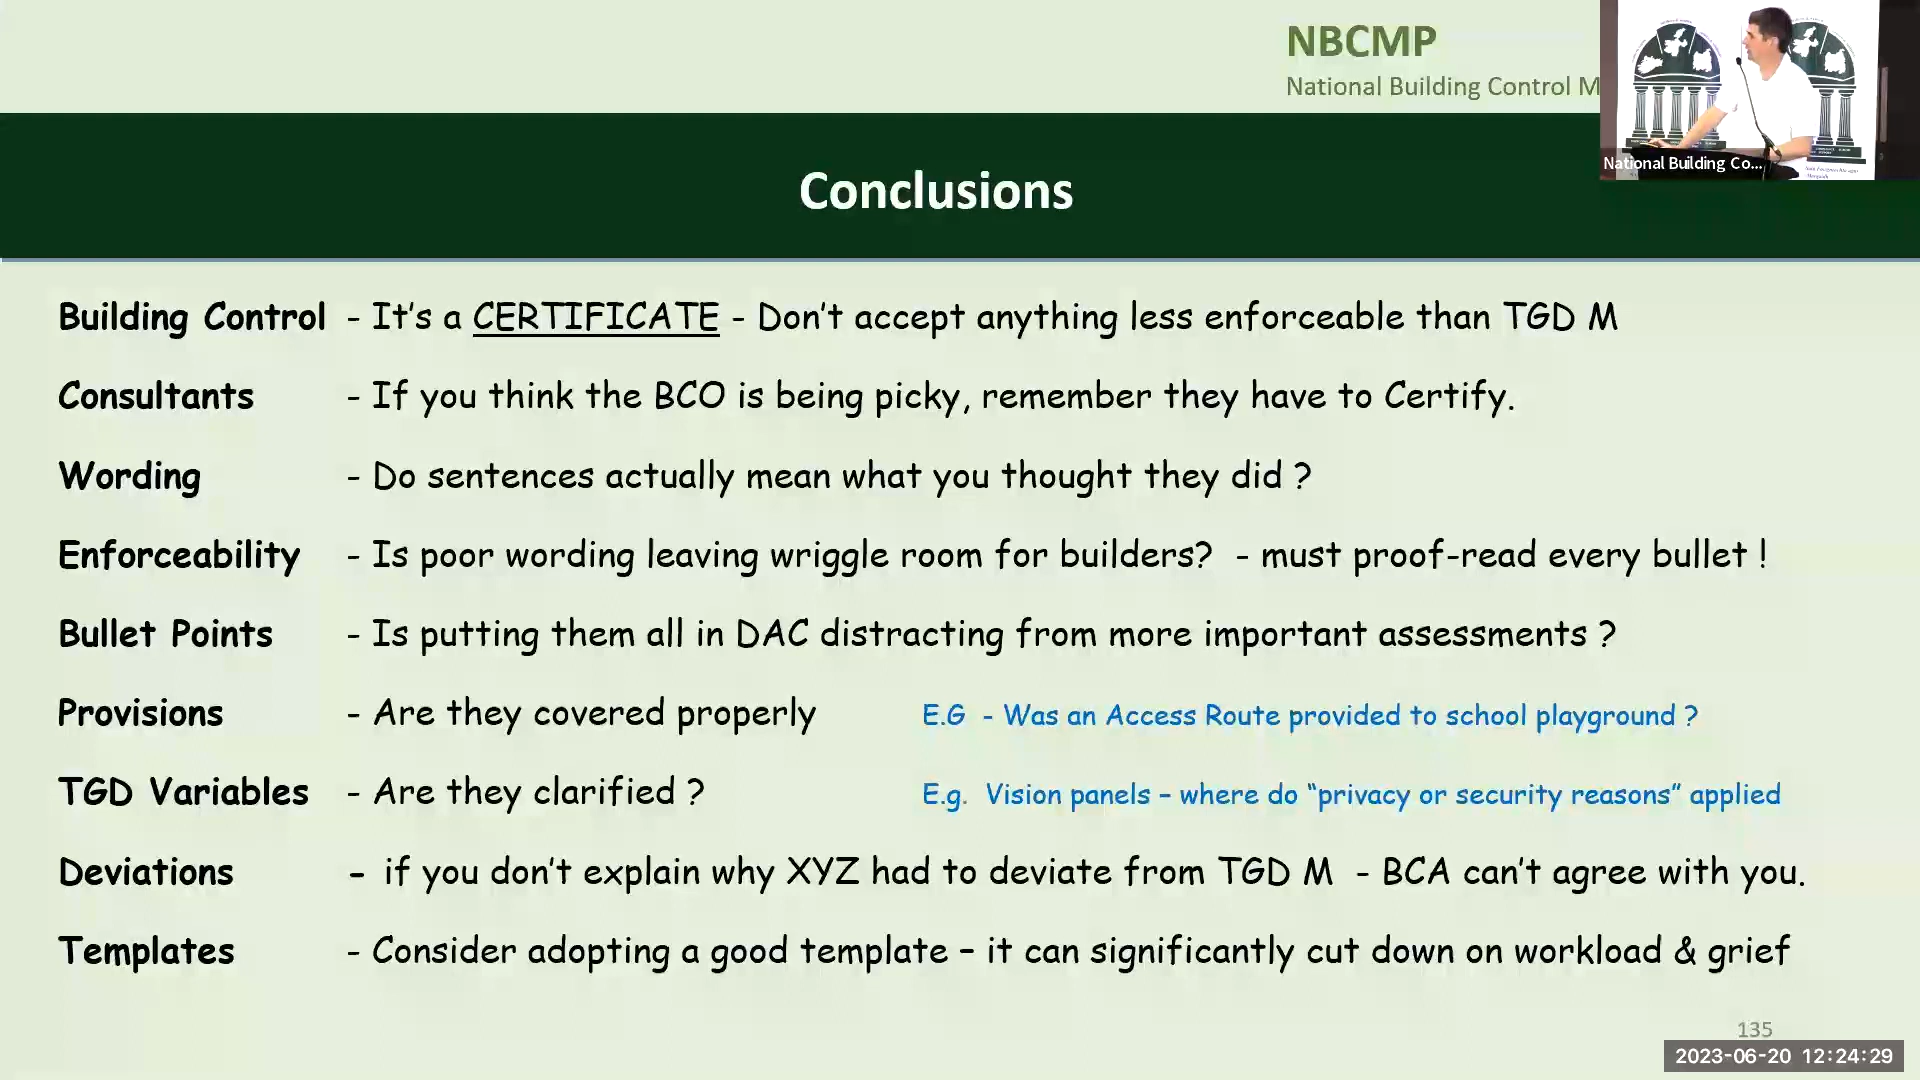 NBCMP
National Building Control M
National Building Co...
Conclusions
Building Control - It's a CERTIFICATE - Don't accept anything less enforceable than TGD M
Consultants - If you think the BCO is being picky, remember they have to Certify.
Wording - Do sentences actually mean what you thought they did ?
Enforceability - Is poor wording leaving wriggle room for builders? - must proof-read every bullet !
Bullet Points - Is putting them all in DAC distracting from more important assessments ?
Provisions - Are they covered properly E.G - Was an Access Route provided to school playground ?
TGD Variables - Are they clarified ? E.g. Vision panels – where do “privacy or security reasons” applied
Deviations - if you don't explain why XYZ had to deviate from TGD M - BCA can't agree with you.
Templates - Consider adopting a good template – it can significantly cut down on workload & grief
135
2023-06-20 12:24:29